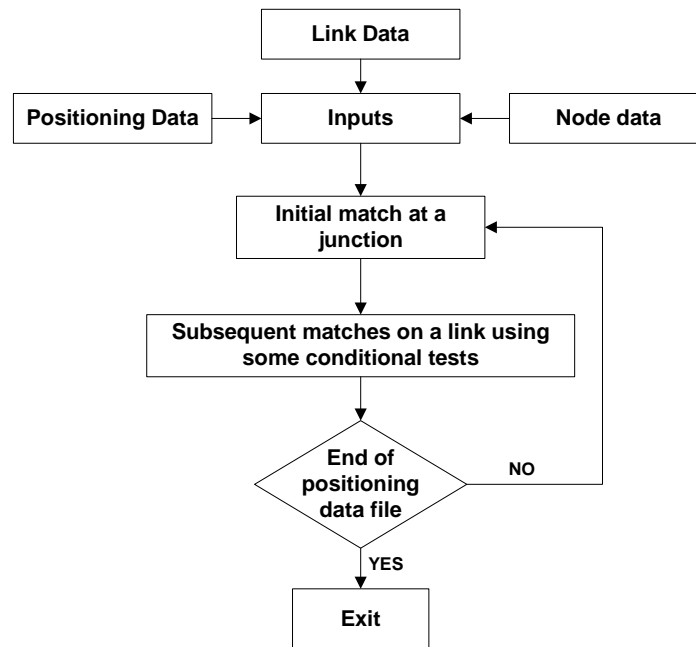 Link Data
Positioning Data
Inputs
Node data
Initial match at a
junction
Subsequent matches on a link using
some conditional tests
End of
positioning
data file
NO
YES
Exit